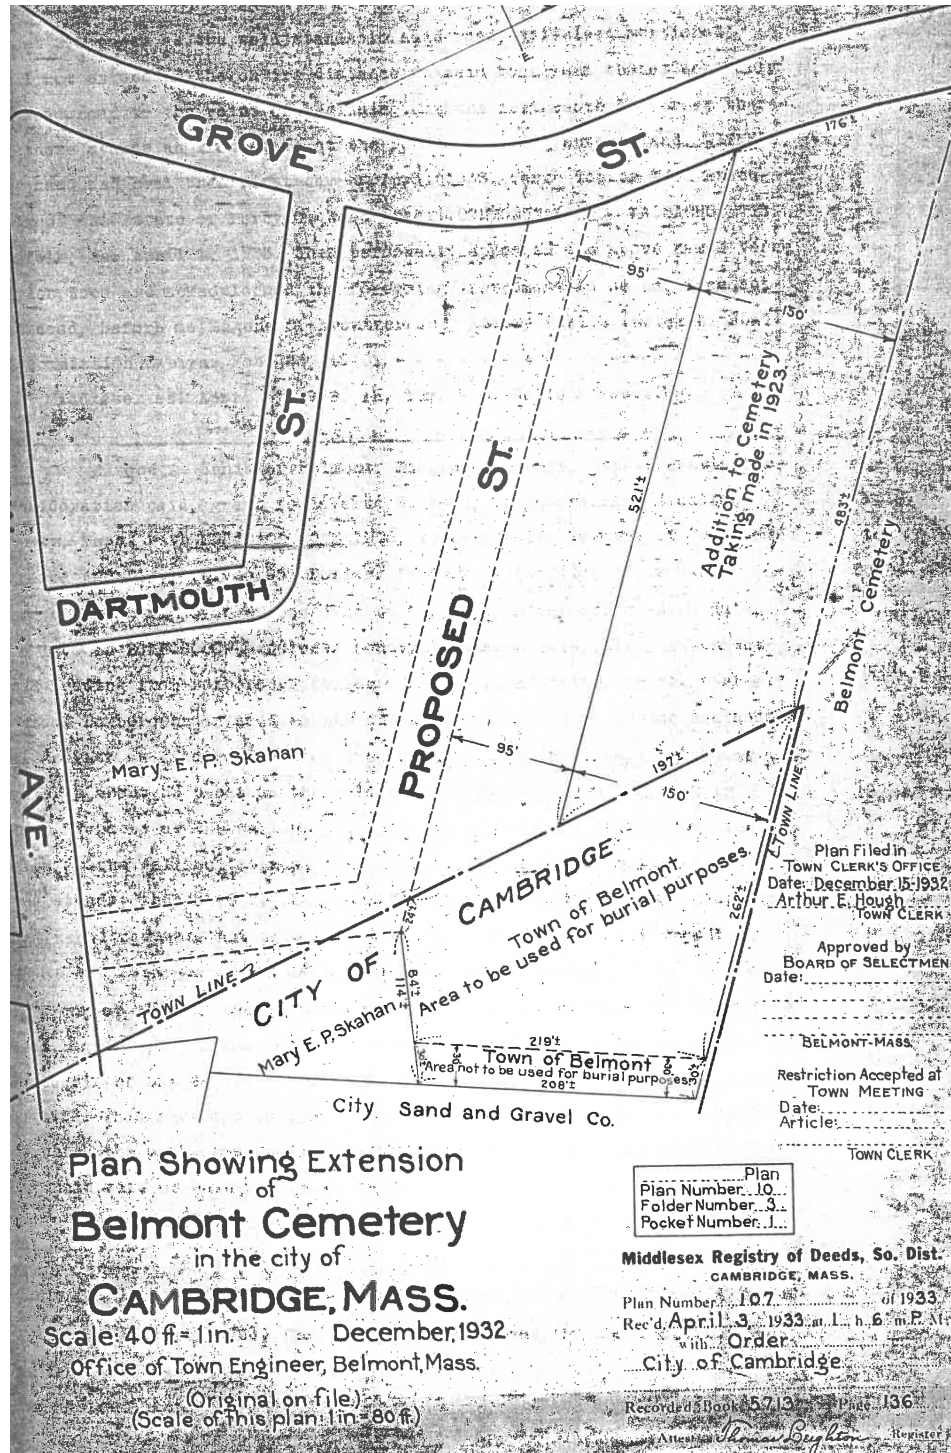 GROVE ST.
176'±
95'
150'
ST.
ST.
521'±
Addition to Cemetery
Taking is made in 1923.
483'±
Belmont Cemetery
DARTMOUTH
PROPOSED
Mary E. P. Skahan
AVE.
95'
197'±
150'
TOWN LINE
CITY OF CAMBRIDGE
Town of Belmont
Area to be used for burial purposes.
262'±
TOWN LINE
84'±
114'±
Mary E. P. Skahan
219'±
30'
Town of Belmont
Area not to be used for burial purposes.
30'
208'±
City Sand and Gravel Co.
Plan Filed in
TOWN CLERK'S OFFICE
Date: December 15-1932
Arthur E. Hough
TOWN CLERK
Approved by
BOARD OF SELECTMEN
Date:
BELMONT-MASS.
Restriction Accepted at
TOWN MEETING
Date:
Article:
TOWN CLERK
Plan Showing Extension
of
Belmont Cemetery
in the city of
CAMBRIDGE, MASS.
Scale: 40 ft. = 1 in. December, 1932
Office of Town Engineer, Belmont, Mass.
(Original on file)
(Scale of this plan: 1 in = 80 ft.)
Plan
Plan Number 10
Folder Number 3
Pocket Number 1
Middlesex Registry of Deeds, So. Dist.
CAMBRIDGE, MASS.
Plan Number 107 of 1933
Rec'd, April 3 1933 at 1 h. 6 m. P. M.
with Order
City of Cambridge
Recorded Book 5713 Page 136
Attest Thomas Leighton Register